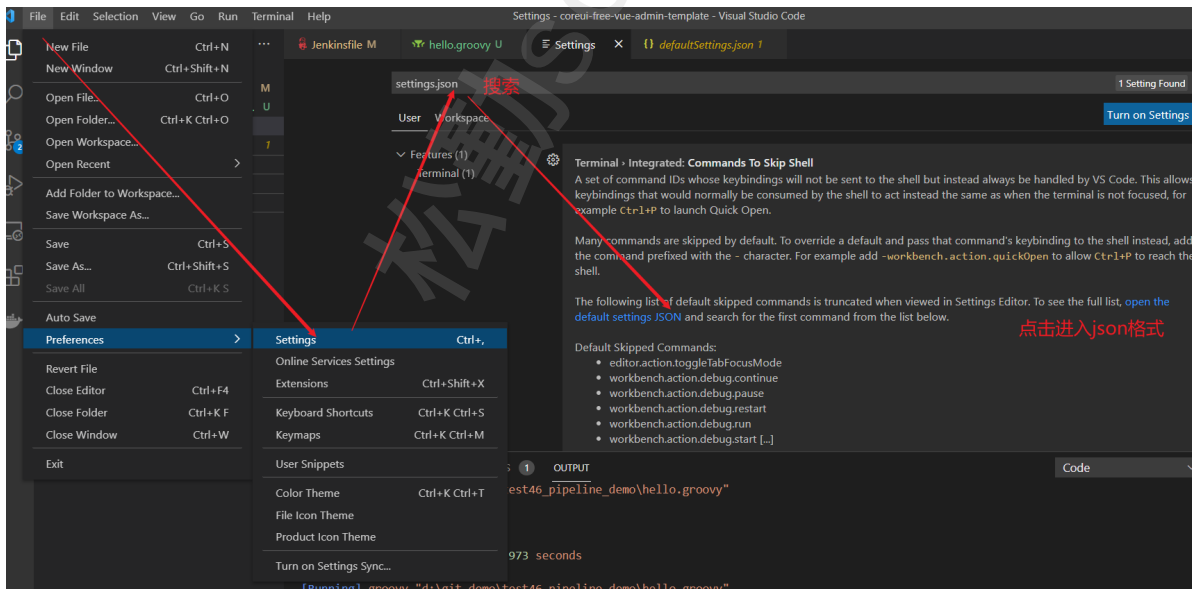 File Edit Selection View Go Run Terminal Help
Settings - coreui-free-vue-admin-template - Visual Studio Code
New File Ctrl+N
New Window Ctrl+Shift+N
Open File... Ctrl+O
Open Folder... Ctrl+K Ctrl+O
Open Workspace...
Open Recent
Add Folder to Workspace...
Save Workspace As...
Save Ctrl+S
Save As... Ctrl+Shift+S
Save All Ctrl+K S
Auto Save
Preferences
Revert File
Close Editor Ctrl+F4
Close Folder Ctrl+K F
Close Window Ctrl+W
Exit
Settings Ctrl+,
Online Services Settings
Extensions Ctrl+Shift+X
Keyboard Shortcuts Ctrl+K Ctrl+S
Keymaps Ctrl+K Ctrl+M
User Snippets
Color Theme Ctrl+K Ctrl+T
File Icon Theme
Product Icon Theme
Turn on Settings Sync...
2
M
U
1
Jenkinsfile M hello.groovy U Settings defaultSettings.json 1
settings.json 搜索 1 Setting Found
User Workspace Turn on Settings
Features (1)
Terminal (1)
Terminal › Integrated: Commands To Skip Shell
A set of command IDs whose keybindings will not be sent to the shell but instead always be handled by VS Code. This allows
keybindings that would normally be consumed by the shell to act instead the same as when the terminal is not focused, for
example Ctrl+P to launch Quick Open.
Many commands are skipped by default. To override a default and pass that command's keybinding to the shell instead, add
the command prefixed with the - character. For example add -workbench.action.quickOpen to allow Ctrl+P to reach the
shell.
The following list of default skipped commands is truncated when viewed in Settings Editor. To see the full list, open the
default settings JSON and search for the first command from the list below.
点击进入json格式
Default Skipped Commands:
editor.action.toggleTabFocusMode
workbench.action.debug.continue
workbench.action.debug.pause
workbench.action.debug.restart
workbench.action.debug.run
workbench.action.debug.start [...]
1 OUTPUT Code
est46_pipeline_demo\hello.groovy"
973 seconds
[Running] groovy "d:\git_demo\test46_pipeline_demo\hello.groovy"
松勤